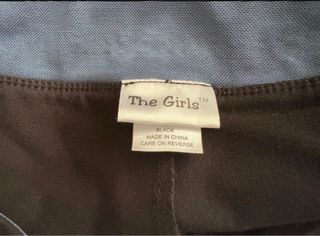 The Girls™
BLACK
MADE IN CHINA
CARE ON REVERSE